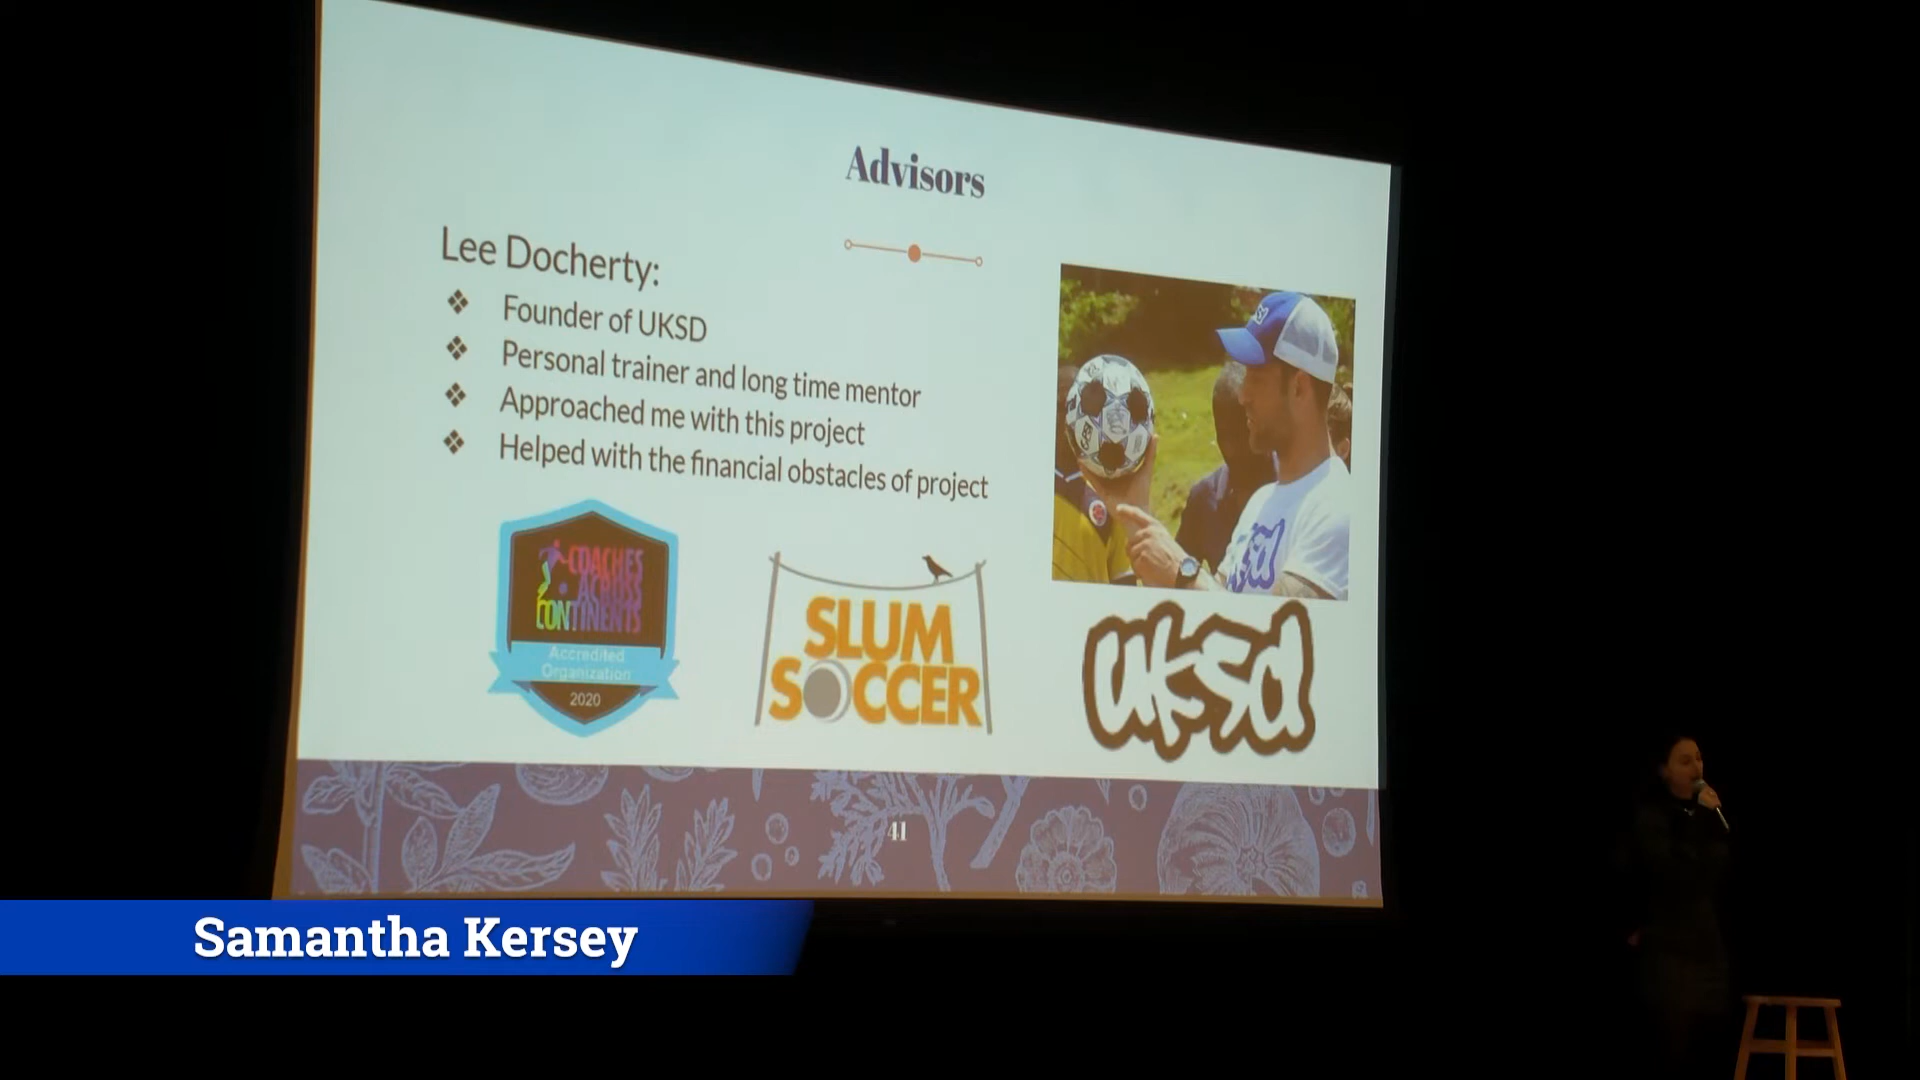 Advisors
Lee Docherty:
❖ Founder of UKSD
❖ Personal trainer and long time mentor
❖ Approached me with this project
❖ Helped with the financial obstacles of project
COACHES
ACROSS
CONTINENTS
Accredited
Organization
2020
SLUM
SOCCER
uksd
41
Samantha Kersey